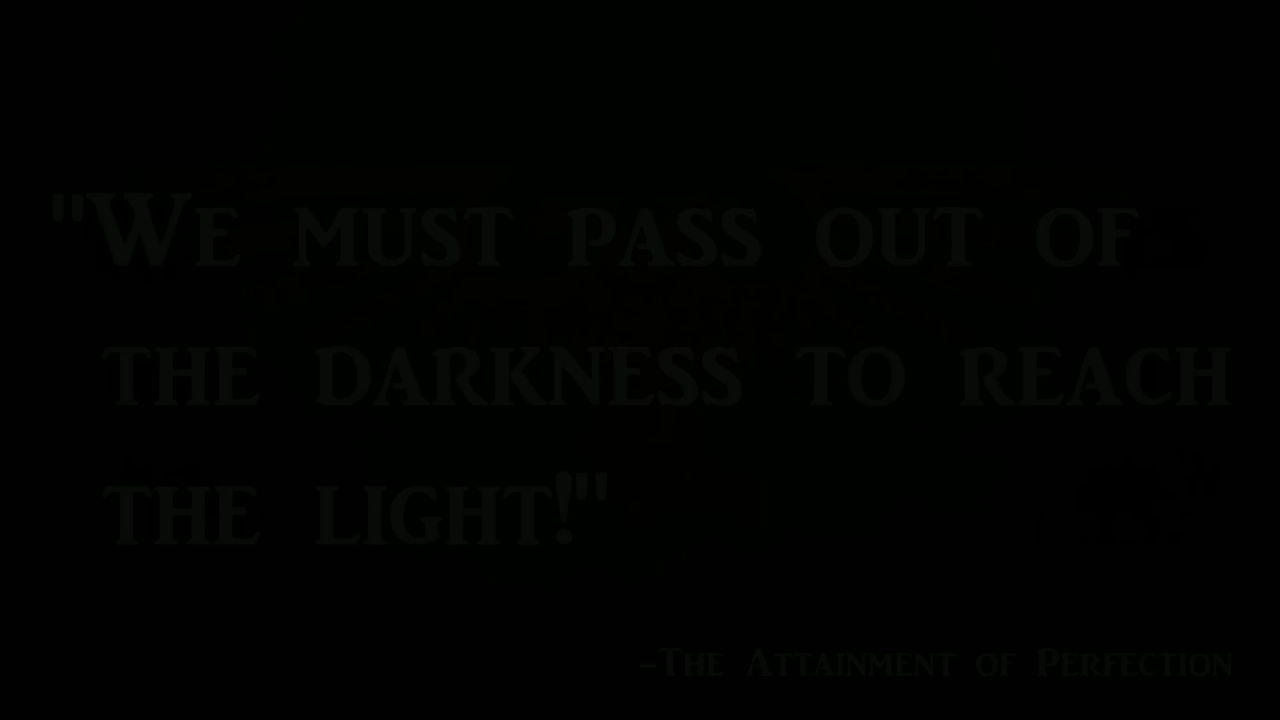 "We must pass out of
the darkness to reach
the light!"
-The Attainment of Perfection